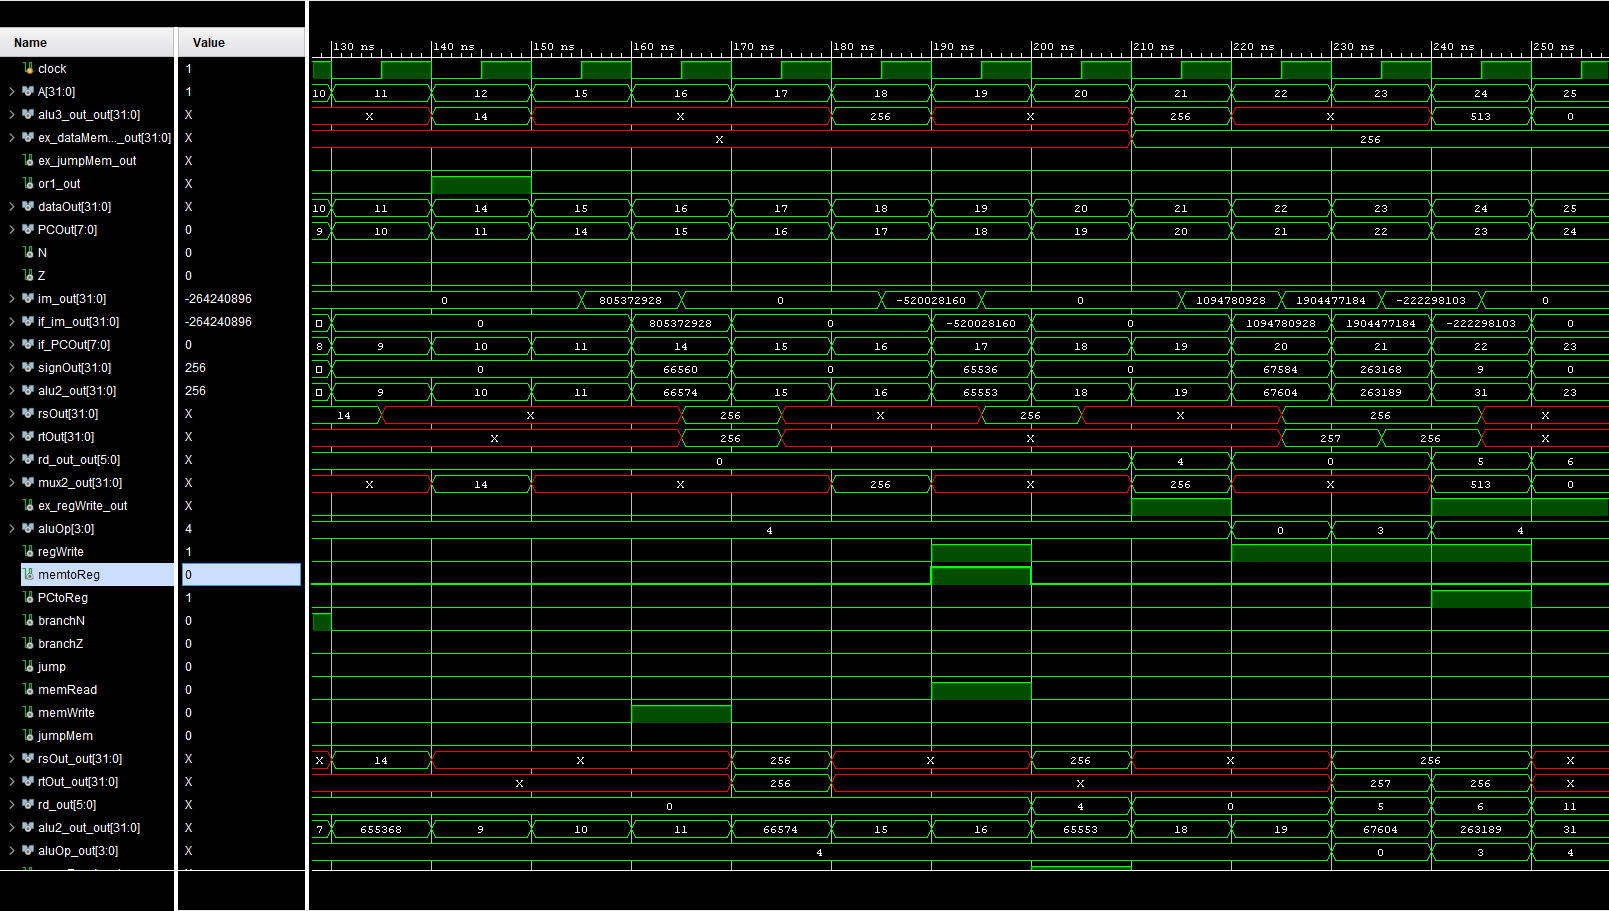 Name Value 130 ns 140 ns 150 ns 160 ns 170 ns 180 ns 190 ns 200 ns 210 ns 220 ns 230 ns 240 ns 250 ns
clock 1
A[31:0] 1 10 11 12 15 16 17 18 19 20 21 22 23 24 25
alu3_out_out[31:0] X X 14 X 256 X 256 X 513 0
ex_dataMem..._out[31:0] X X 256
ex_jumpMem_out X
or1_out X
dataOut[31:0] X 10 11 14 15 16 17 18 19 20 21 22 23 24 25
PCOut[7:0] 0 9 10 11 14 15 16 17 18 19 20 21 22 23 24
N 0
Z 0
im_out[31:0] -264240896 0 805372928 0 -520028160 0 1094780928 1904477184 -222298103 0
if_im_out[31:0] -264240896 0 805372928 0 -520028160 0 1094780928 1904477184 -222298103 0
if_PCOut[7:0] 0 8 9 10 11 14 15 16 17 18 19 20 21 22 23
signOut[31:0] 256 0 66560 0 65536 0 67584 263168 9 0
alu2_out[31:0] 256 9 10 11 66574 15 16 65553 18 19 67604 263189 31 23
rsOut[31:0] X 14 X 256 X 256 X 256 X
rtOut[31:0] X X 256 X 257 256 X
rd_out_out[5:0] X 0 4 0 5 6
mux2_out[31:0] X X 14 X 256 X 256 X 513 0
ex_regWrite_out X
aluOp[3:0] 4 4 0 3 4
regWrite 1
memtoReg 0
PCtoReg 1
branchN 0
branchZ 0
jump 0
memRead 0
memWrite 0
jumpMem 0
rsOut_out[31:0] X X 14 X 256 X 256 X 256 X
rtOut_out[31:0] X X 256 X 257 256 X
rd_out[5:0] X 0 4 0 5 6 11
alu2_out_out[31:0] X 7 655368 9 10 11 66574 15 16 65553 18 19 67604 263189 31
aluOp_out[3:0] X 4 0 3 4